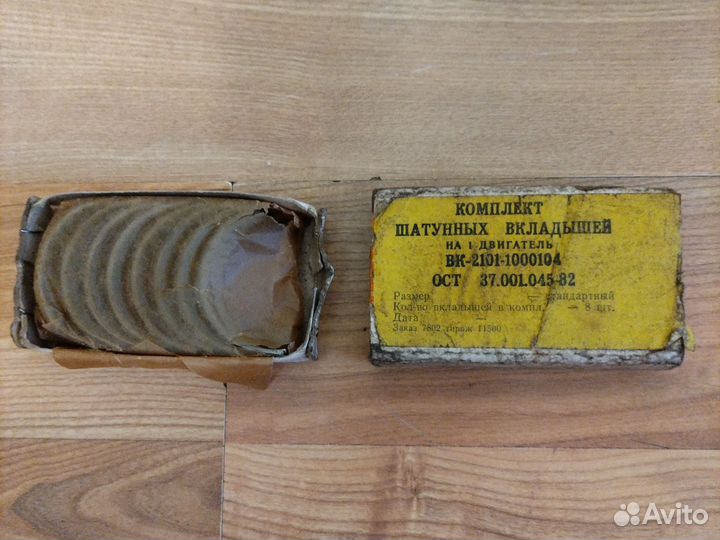 КОМПЛЕКТ
ШАТУННЫХ ВКЛАДЫШЕЙ
НА 1 ДВИГАТЕЛЬ
ВК-2101-1000104
ОСТ 37.001.045-82
Размер — стандартный
Кол-во вкладышей в компл. — 8 шт.
Дата —
Заказ 7802 тираж 11500
Avito